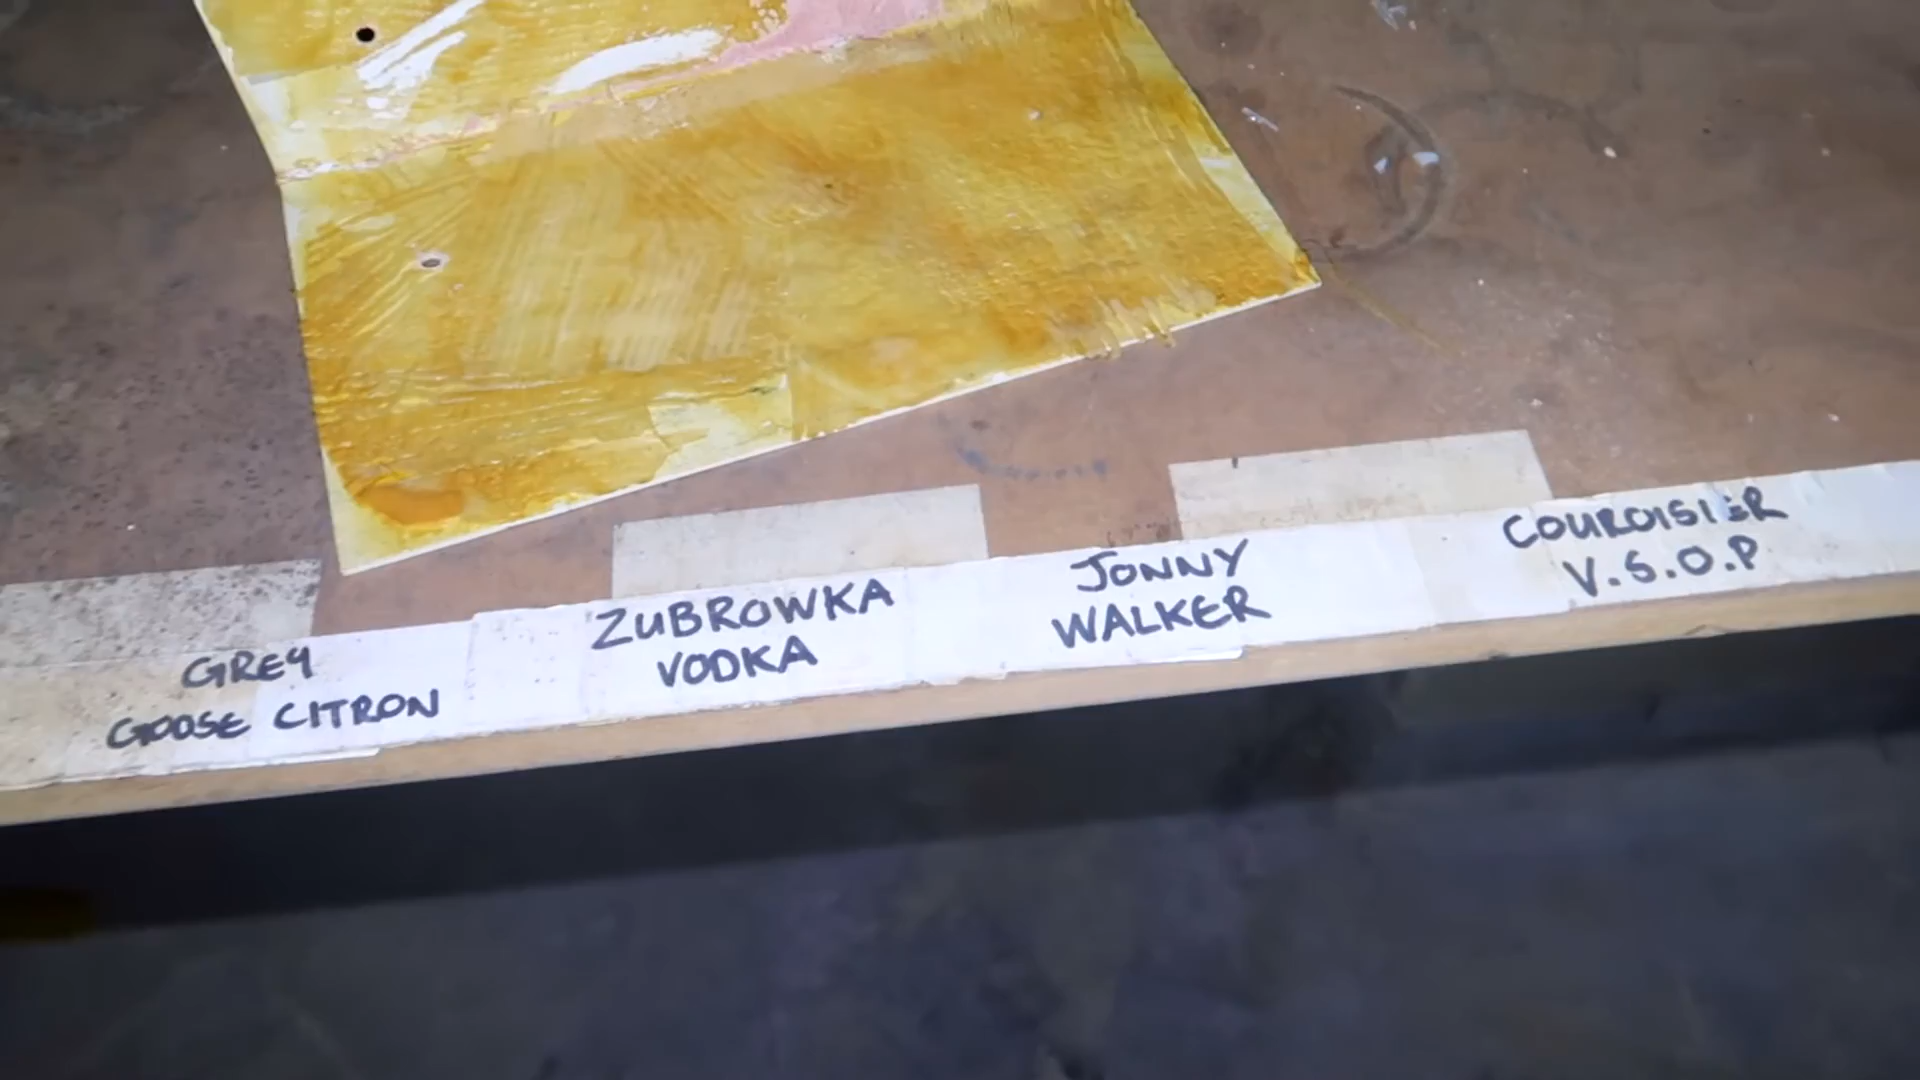 GREY
GOOSE CITRON
ZUBROWKA
VODKA
JONNY
WALKER
COUROISIER
V.S.O.P